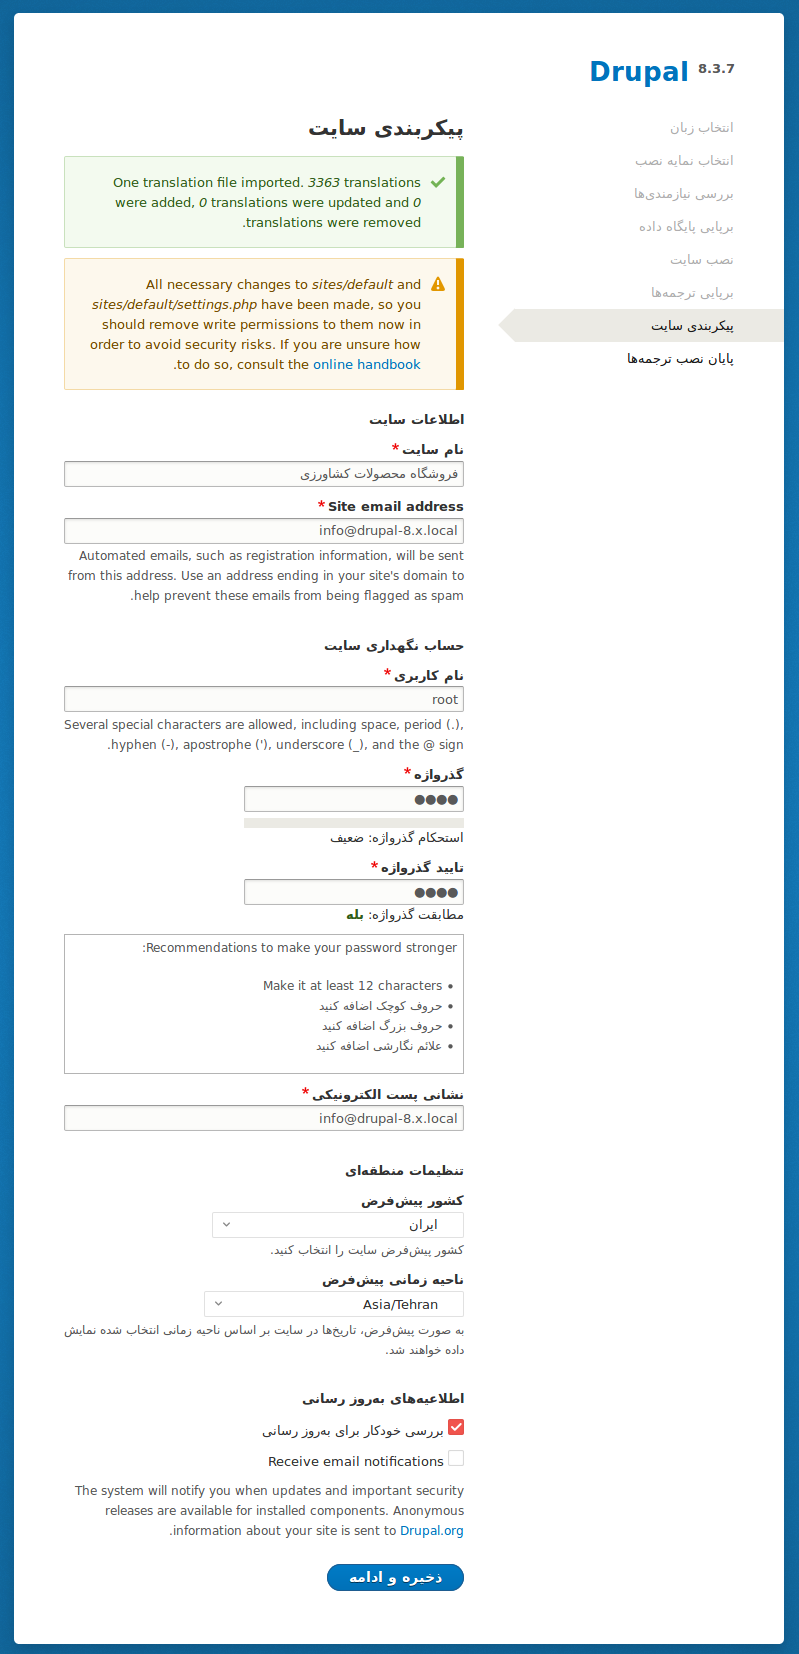 Drupal 8.3.7
انتخاب زبان
انتخاب نمایه نصب
بررسی نیازمندی‌ها
برپایی پایگاه داده
نصب سایت
برپایی ترجمه‌ها
پیکربندی سایت
پایان نصب ترجمه‌ها
پیکربندی سایت
One translation file imported. 3363 translations
were added, 0 translations were updated and 0
translations were removed.
All necessary changes to sites/default and
sites/default/settings.php have been made, so you
should remove write permissions to them now in
order to avoid security risks. If you are unsure how
to do so, consult the online handbook.
اطلاعات سایت
نام سایت *
فروشگاه محصولات کشاورزی
Site email address *
info@drupal-8.x.local
Automated emails, such as registration information, will be sent
from this address. Use an address ending in your site's domain to
help prevent these emails from being flagged as spam.
حساب نگهداری سایت
نام کاربری *
root
Several special characters are allowed, including space, period (.),
hyphen (-), apostrophe ('), underscore (_), and the @ sign.
گذرواژه *
●●●●
استحکام گذرواژه: ضعیف
تایید گذرواژه *
●●●●
مطابقت گذرواژه: بله
Recommendations to make your password stronger:
• Make it at least 12 characters
• حروف کوچک اضافه کنید
• حروف بزرگ اضافه کنید
• علائم نگارشی اضافه کنید
نشانی پست الکترونیکی *
info@drupal-8.x.local
تنظیمات منطقه‌ای
کشور پیش‌فرض
ایران
کشور پیش‌فرض سایت را انتخاب کنید.
ناحیه زمانی پیش‌فرض
Asia/Tehran
به صورت پیش‌فرض، تاریخ‌ها در سایت بر اساس ناحیه زمانی انتخاب شده نمایش
داده خواهند شد.
اطلاعیه‌های به‌روز رسانی
بررسی خودکار برای به‌روز رسانی
Receive email notifications
The system will notify you when updates and important security
releases are available for installed components. Anonymous
information about your site is sent to Drupal.org.
ذخیره و ادامه